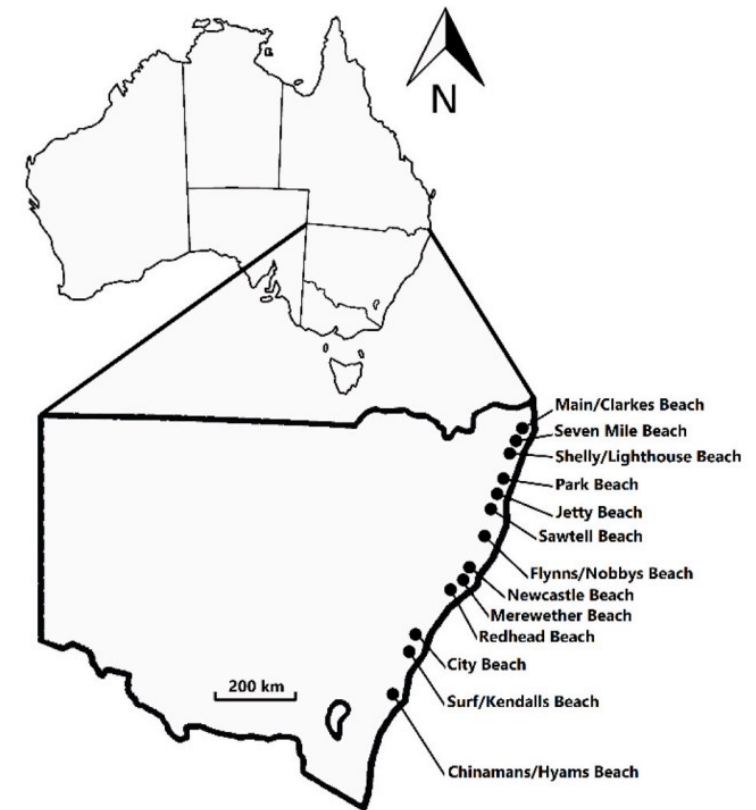 N
Main/Clarkes Beach
Seven Mile Beach
Shelly/Lighthouse Beach
Park Beach
Jetty Beach
Sawtell Beach
Flynns/Nobbys Beach
Newcastle Beach
Merewether Beach
Redhead Beach
City Beach
200 km
Surf/Kendalls Beach
Chinamans/Hyams Beach